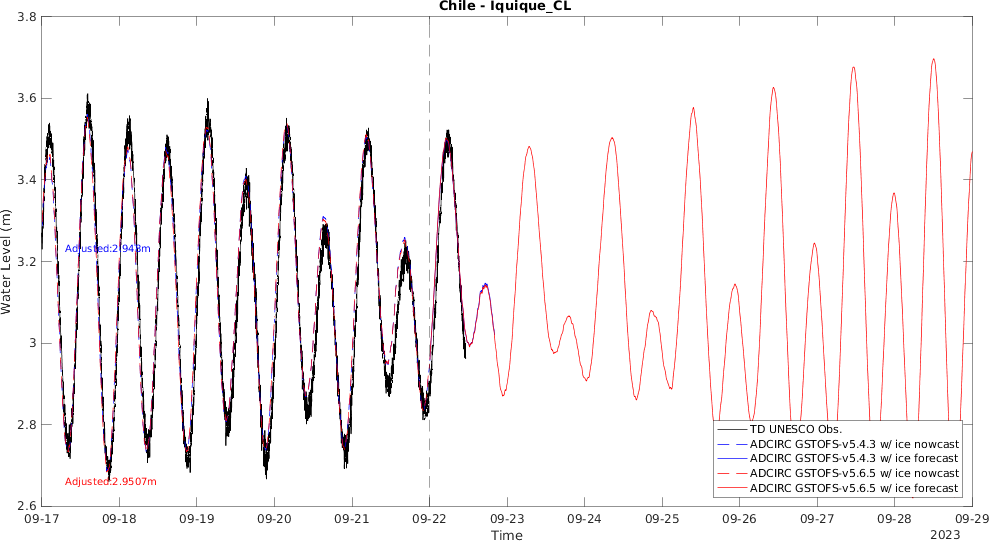 Chile - Iquique_CL
3.8
3.6
3.4
3.2
3
2.8
2.6
Water Level (m)
Adjusted:2.943m
Adjusted:2.9507m
TD UNESCO Obs.
ADCIRC GSTOFS-v5.4.3 w/ ice nowcast
ADCIRC GSTOFS-v5.4.3 w/ ice forecast
ADCIRC GSTOFS-v5.6.5 w/ ice nowcast
ADCIRC GSTOFS-v5.6.5 w/ ice forecast
09-17 09-18 09-19 09-20 09-21 09-22 09-23 09-24 09-25 09-26 09-27 09-28 09-29
Time
2023